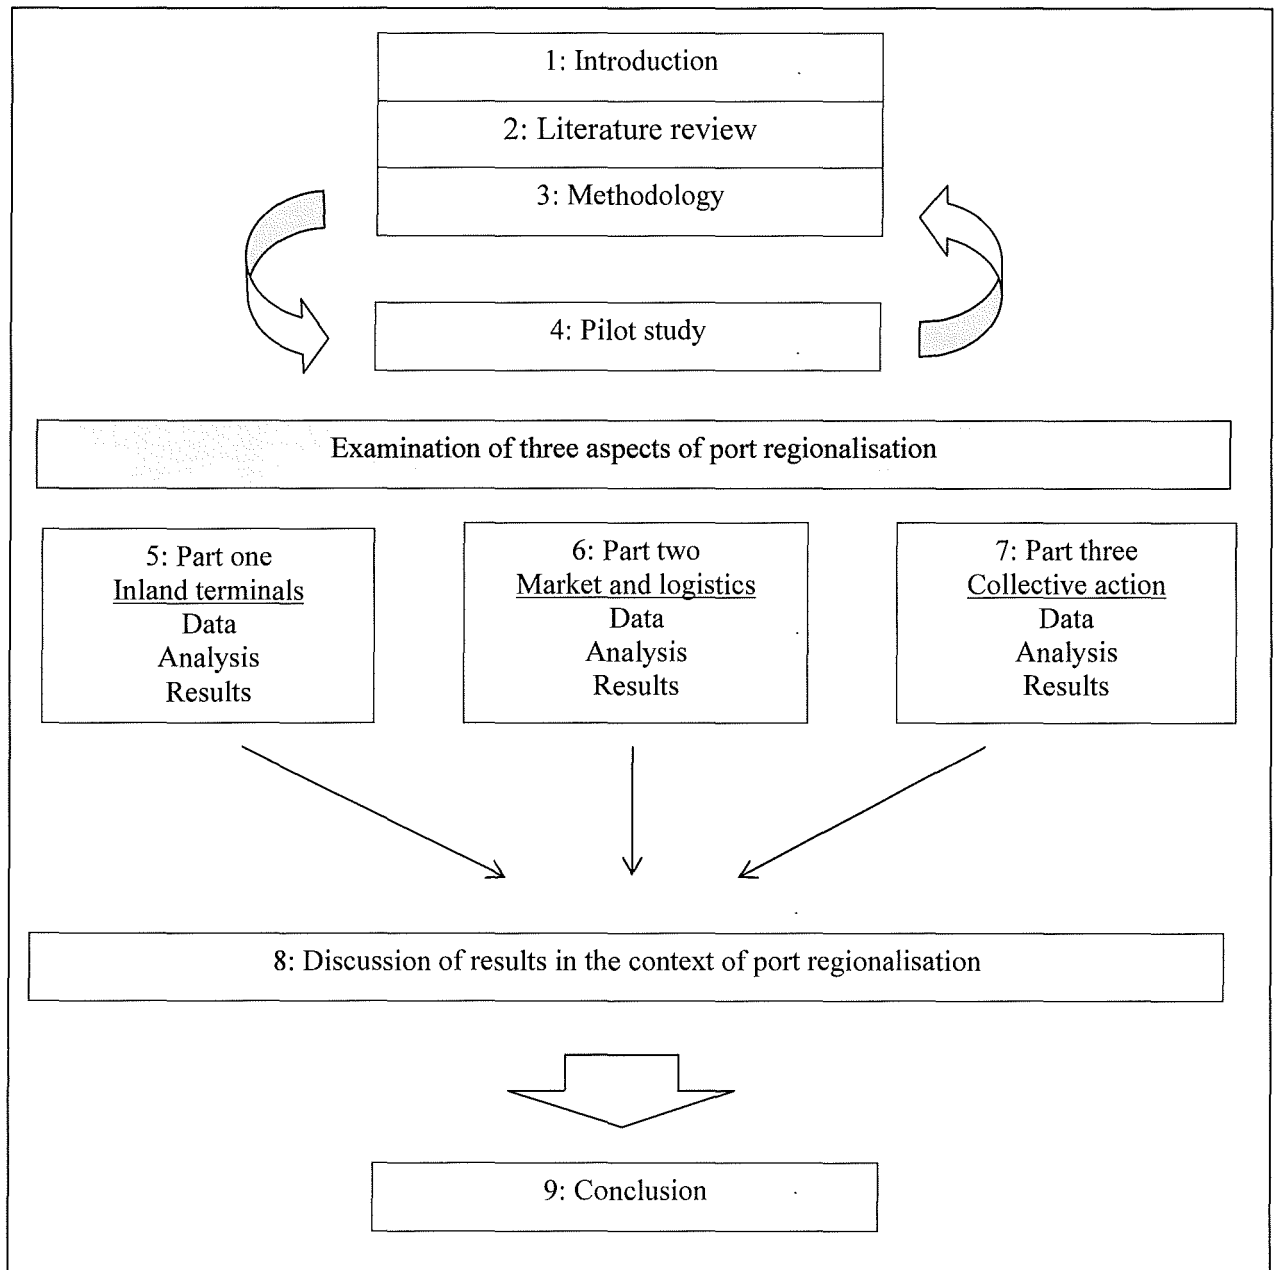 1: Introduction
2: Literature review
3: Methodology
4: Pilot study
Examination of three aspects of port regionalisation
5: Part one
Inland terminals
Data
Analysis
Results
6: Part two
Market and logistics
Data
Analysis
Results
7: Part three
Collective action
Data
Analysis
Results
8: Discussion of results in the context of port regionalisation
9: Conclusion